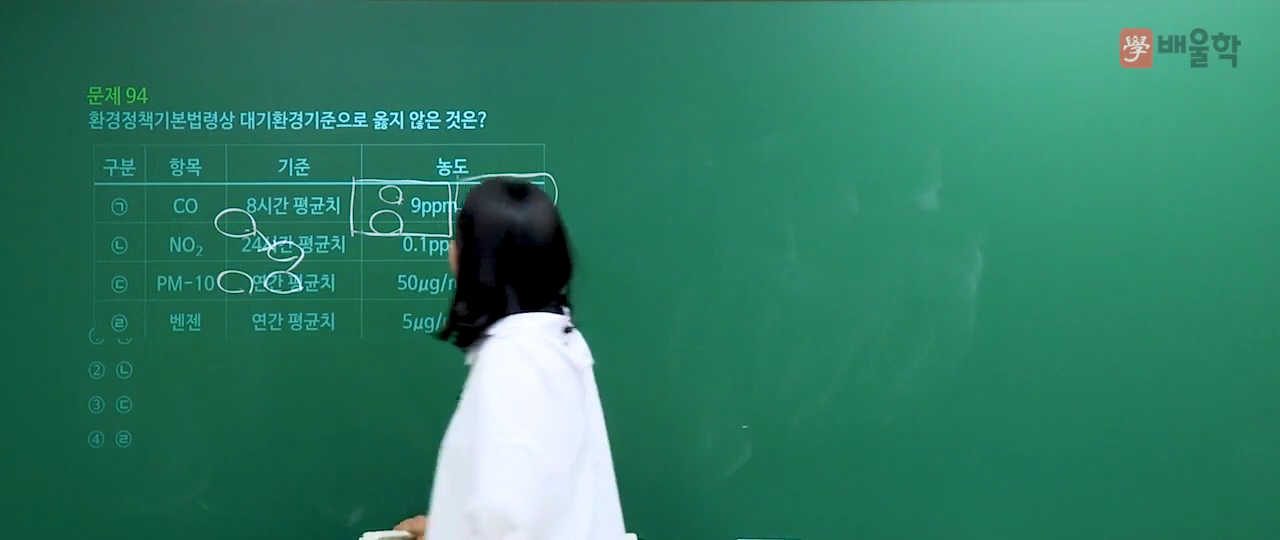 學 배울학
문제 94
환경정책기본법령상 대기환경기준으로 옳지 않은 것은?
구분 항목 기준 농도
㉠ CO 8시간 평균치 9ppm
㉡ NO₂ 24시간 평균치 0.1pp
㉢ PM-10 연간 평균치 50μg/
㉣ 벤젠 연간 평균치 5μg/
② ㉡
③ ㉢
④ ㉣